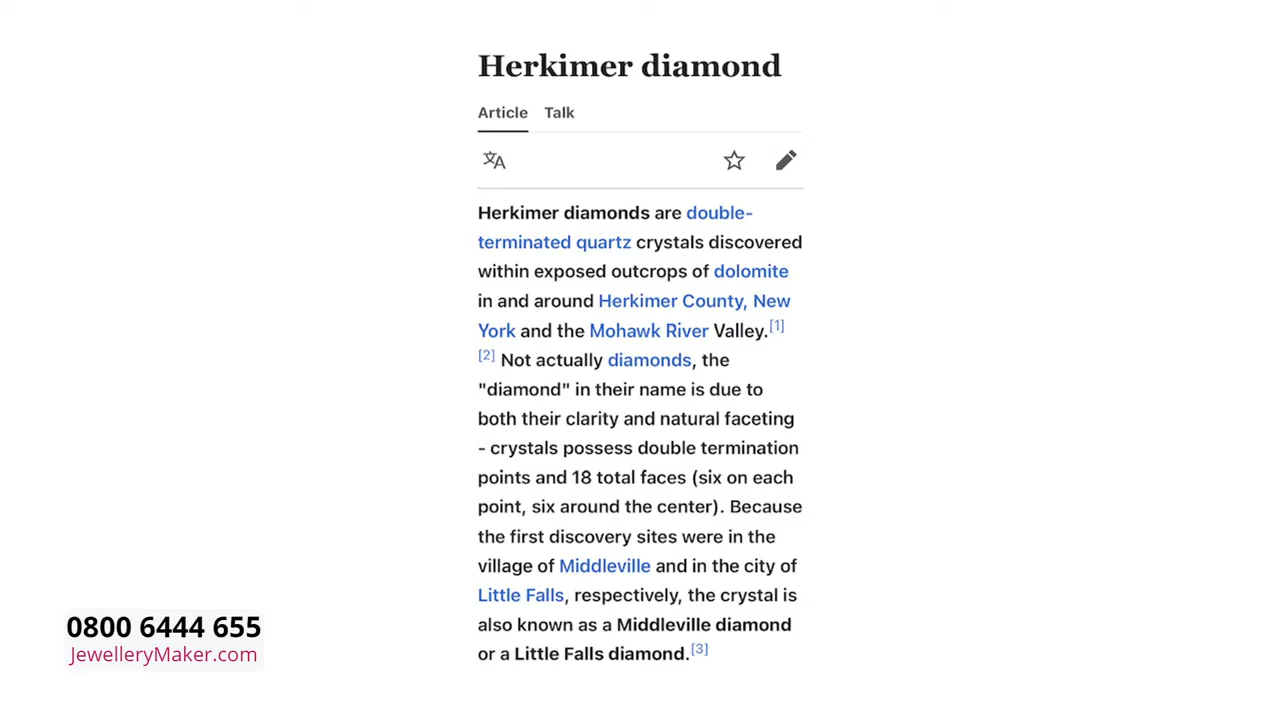 Herkimer diamond
Article Talk
Herkimer diamonds are double-
terminated quartz crystals discovered
within exposed outcrops of dolomite
in and around Herkimer County, New
York and the Mohawk River Valley.[1]
[2] Not actually diamonds, the
"diamond" in their name is due to
both their clarity and natural faceting
- crystals possess double termination
points and 18 total faces (six on each
point, six around the center). Because
the first discovery sites were in the
village of Middleville and in the city of
Little Falls, respectively, the crystal is
also known as a Middleville diamond
or a Little Falls diamond.[3]
0800 6444 655
JewelleryMaker.com